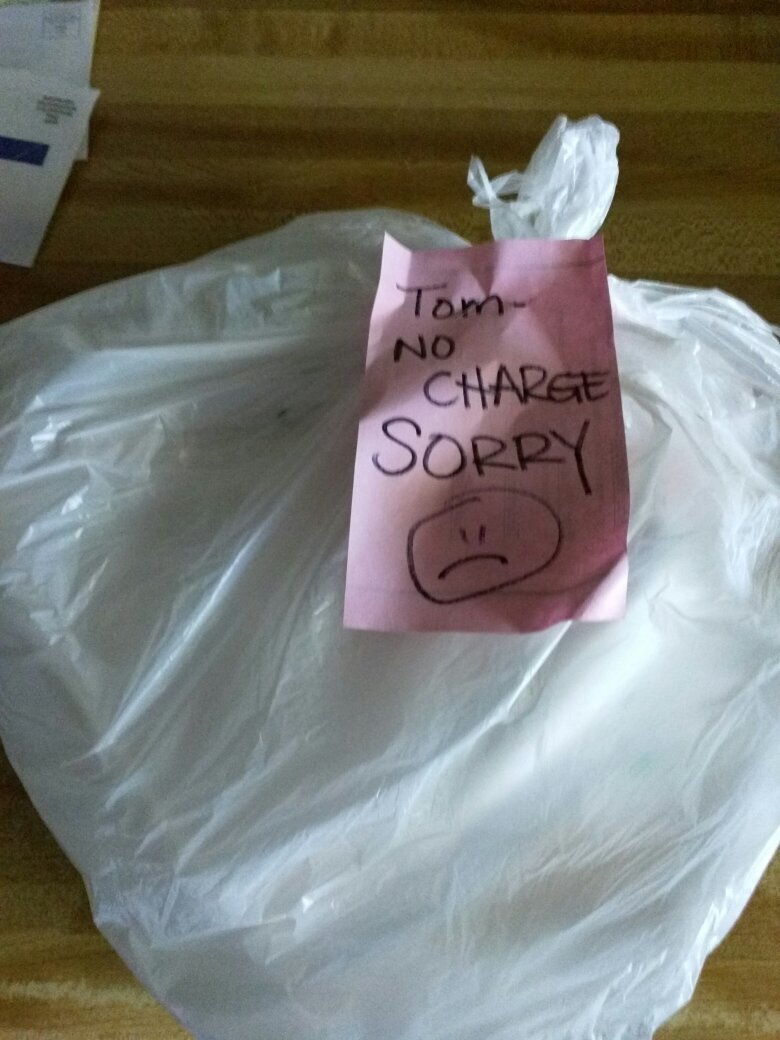 Tom-
NO
CHARGE
SORRY